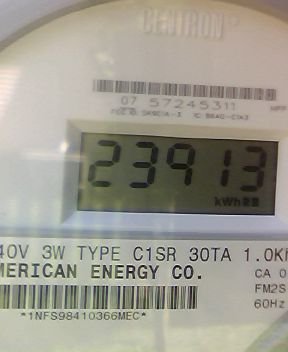 CENTRON®
07 57245311
23913
kWh
40V 3W TYPE C1SR 30TA 1.0Kh
MERICAN ENERGY CO.
CA 0
FM2S
60Hz
*1NFS98410366MEC*